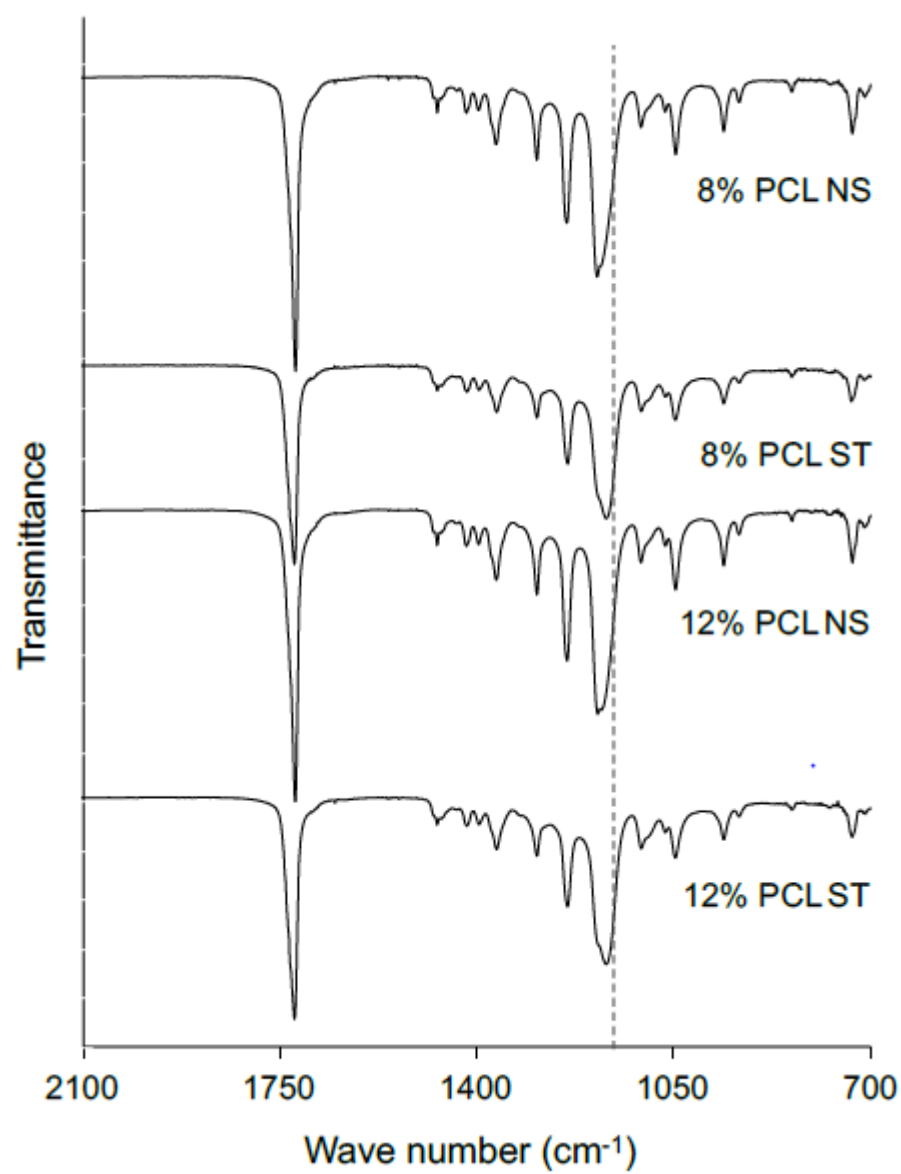 8% PCL NS
8% PCL ST
12% PCL NS
12% PCL ST
Transmittance
2100 1750 1400 1050 700
Wave number (cm-1)